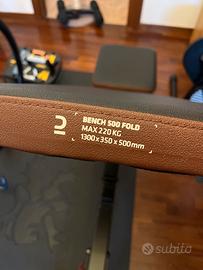 BENCH 500 FOLD
MAX 220 KG
1300 x 350 x 500mm
subito